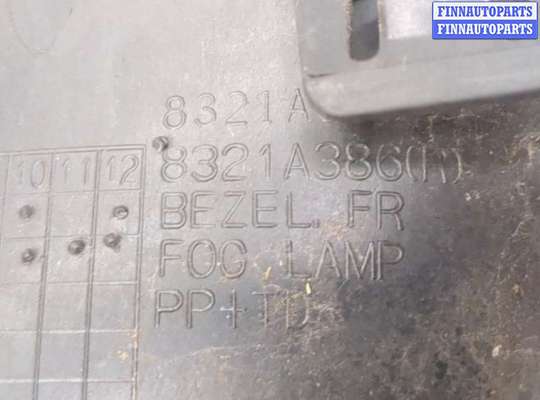 FINNAUTOPARTS
FINNAUTOPARTS
8321A
8321A386(R)
10 11 12
BEZEL. FR
FOG LAMP
PP+TD